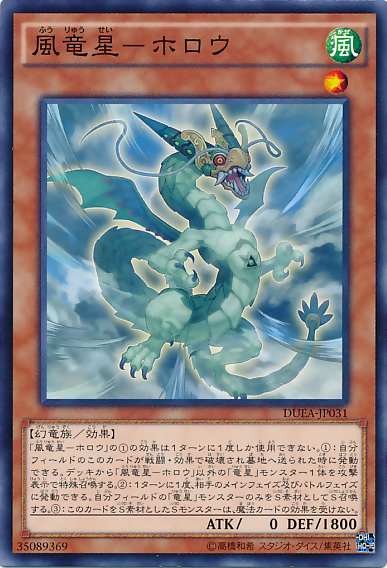 風竜星－ホロウ
風
DUEA-JP031
【幻竜族／効果】
「風竜星－ホロウ」の①の効果は１ターンに１度しか使用できない。①：自分
フィールドのこのカードが戦闘・効果で破壊され墓地へ送られた時に発動
できる。デッキから「風竜星－ホロウ」以外の「竜星」モンスター１体を攻撃
表示で特殊召喚する。②：１ターンに１度、相手のメインフェイズ及びバトルフェイズ
に発動できる。自分フィールドの「竜星」モンスターのみをＳ素材としてＳ召喚
する。③：このカードをＳ素材としたＳモンスターは、魔法カードの効果を受けない。
ATK/ 0 DEF/1800
35089369
©高橋和希 スタジオ・ダイス/集英社